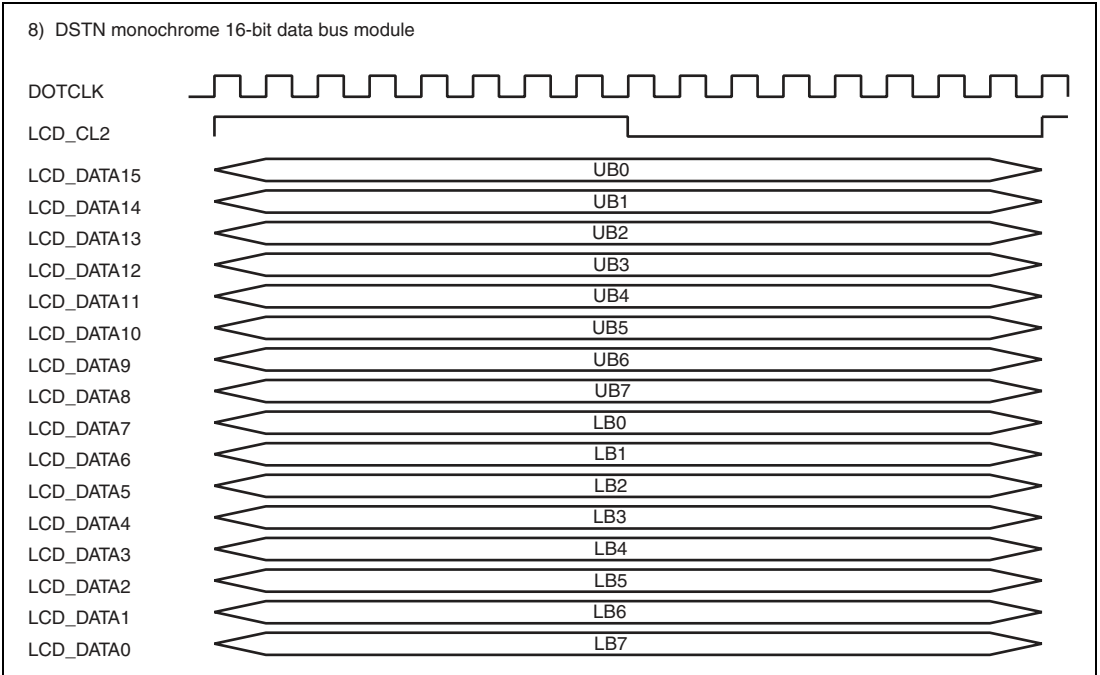 8) DSTN monochrome 16-bit data bus module
DOTCLK
LCD_CL2
LCD_DATA15 UB0
LCD_DATA14 UB1
LCD_DATA13 UB2
LCD_DATA12 UB3
LCD_DATA11 UB4
LCD_DATA10 UB5
LCD_DATA9 UB6
LCD_DATA8 UB7
LCD_DATA7 LB0
LCD_DATA6 LB1
LCD_DATA5 LB2
LCD_DATA4 LB3
LCD_DATA3 LB4
LCD_DATA2 LB5
LCD_DATA1 LB6
LCD_DATA0 LB7